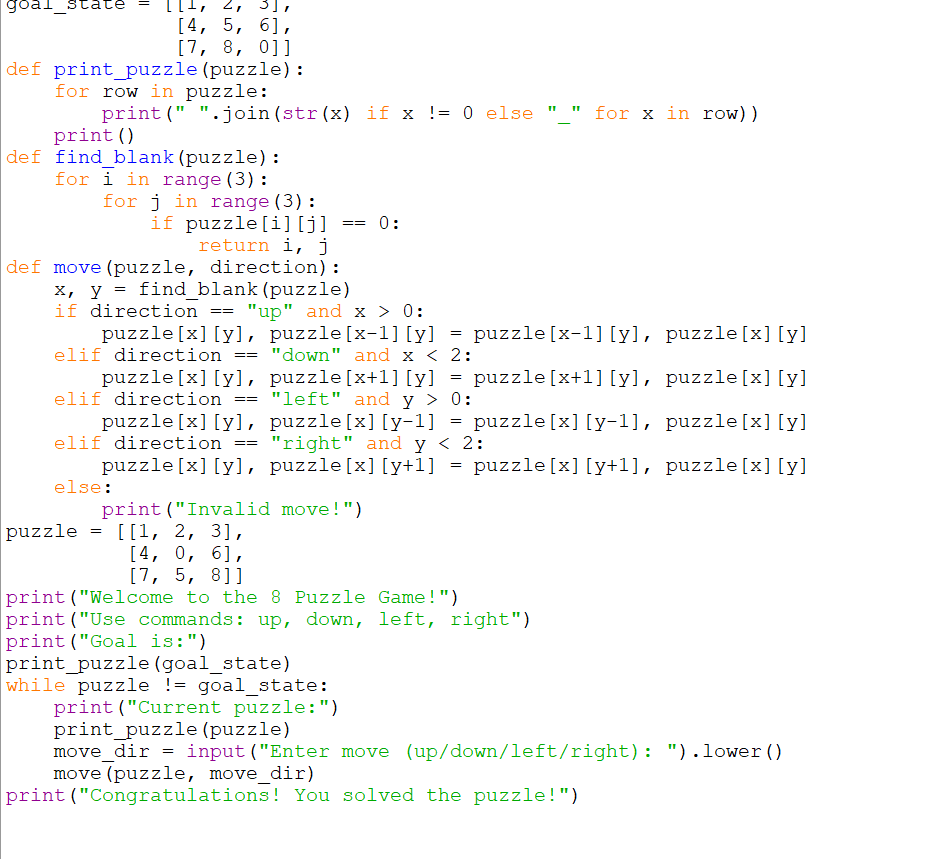 goal_state = [[1, 2, 3],
              [4, 5, 6],
              [7, 8, 0]]
def print_puzzle(puzzle):
    for row in puzzle:
        print(" ".join(str(x) if x != 0 else "_" for x in row))
    print()
def find_blank(puzzle):
    for i in range(3):
        for j in range(3):
            if puzzle[i][j] == 0:
                return i, j
def move(puzzle, direction):
    x, y = find_blank(puzzle)
    if direction == "up" and x > 0:
        puzzle[x][y], puzzle[x-1][y] = puzzle[x-1][y], puzzle[x][y]
    elif direction == "down" and x < 2:
        puzzle[x][y], puzzle[x+1][y] = puzzle[x+1][y], puzzle[x][y]
    elif direction == "left" and y > 0:
        puzzle[x][y], puzzle[x][y-1] = puzzle[x][y-1], puzzle[x][y]
    elif direction == "right" and y < 2:
        puzzle[x][y], puzzle[x][y+1] = puzzle[x][y+1], puzzle[x][y]
    else:
        print("Invalid move!")
puzzle = [[1, 2, 3],
          [4, 0, 6],
          [7, 5, 8]]
print("Welcome to the 8 Puzzle Game!")
print("Use commands: up, down, left, right")
print("Goal is:")
print_puzzle(goal_state)
while puzzle != goal_state:
    print("Current puzzle:")
    print_puzzle(puzzle)
    move_dir = input("Enter move (up/down/left/right): ").lower()
    move(puzzle, move_dir)
print("Congratulations! You solved the puzzle!")